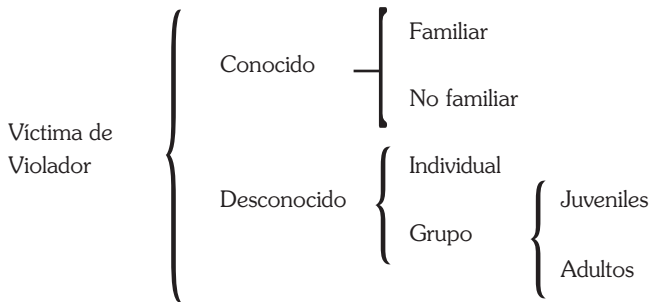 Familiar
Conocido
No familiar
Víctima de
Violador
Individual
Desconocido
Juveniles
Grupo
Adultos